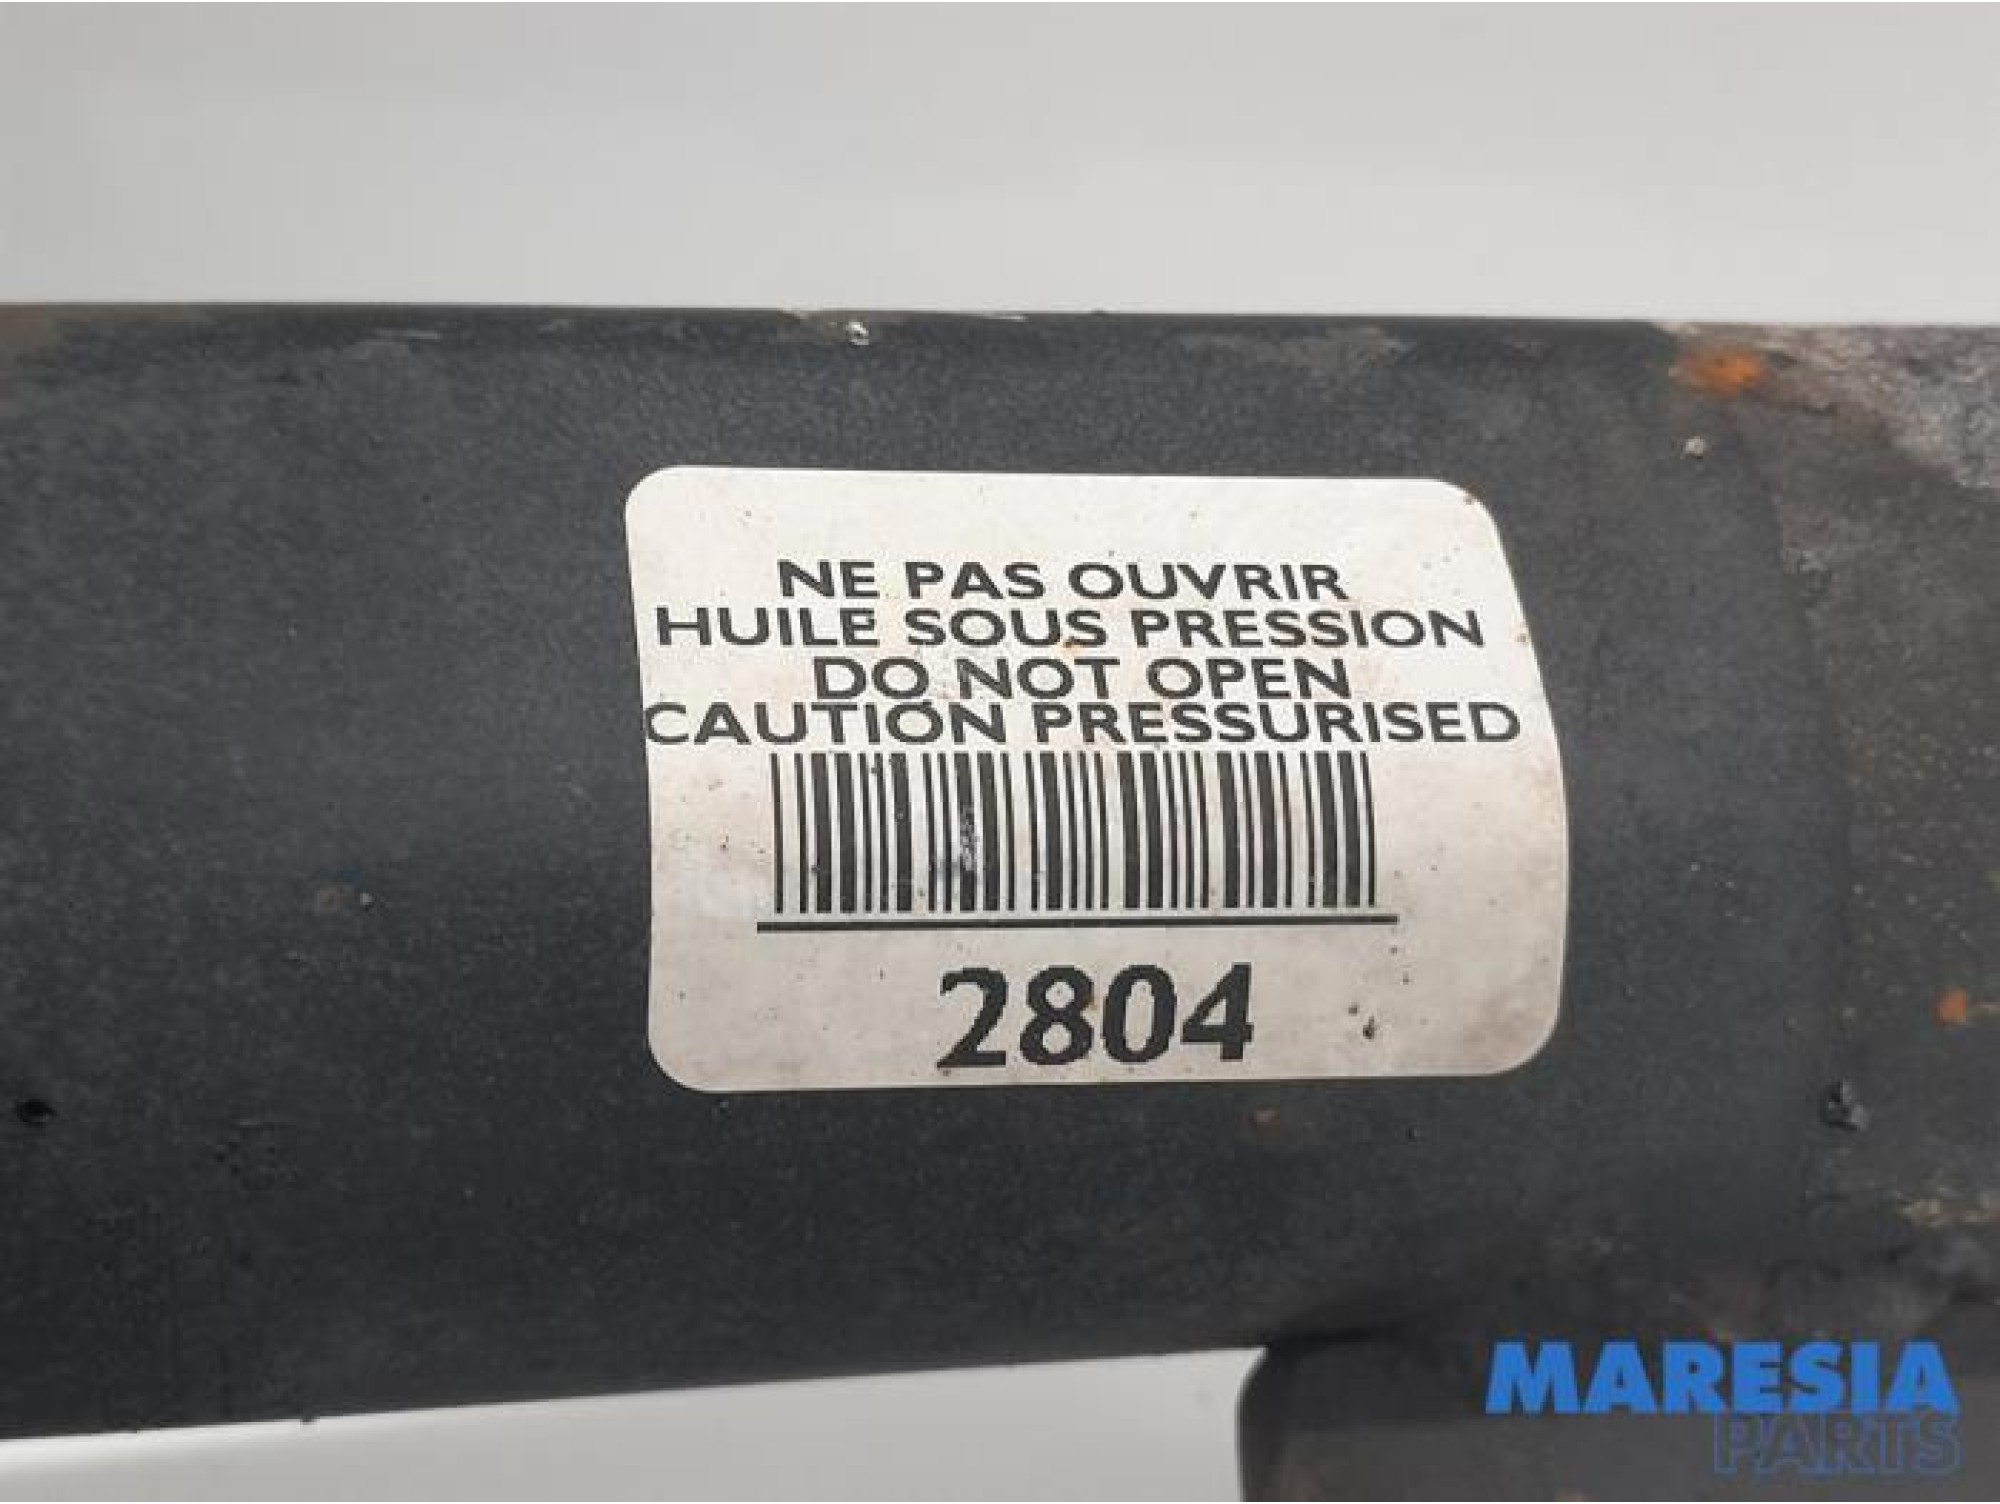 NE PAS OUVRIR
HUILE SOUS PRESSION
DO NOT OPEN
CAUTION PRESSURISED
2804
MARESIA
PARTS